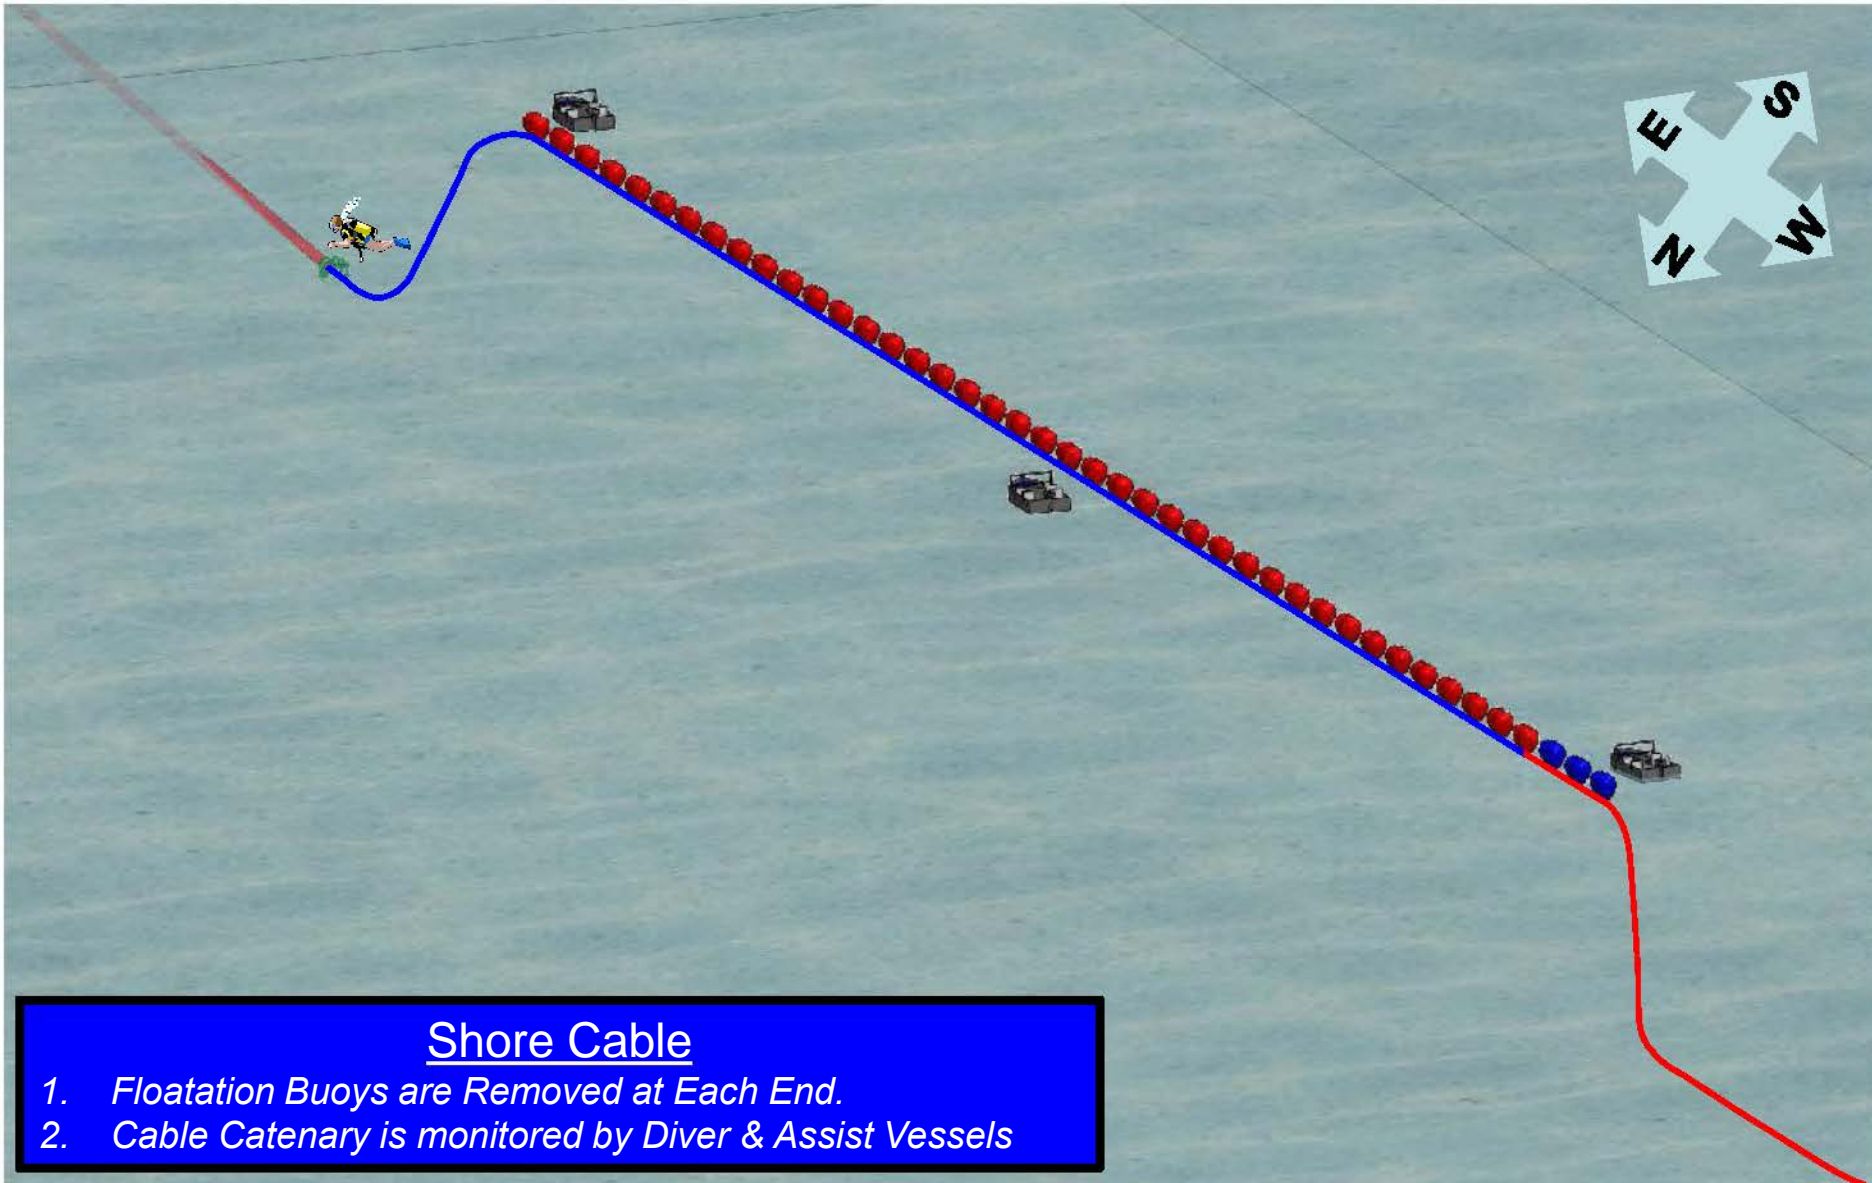 E
S
N
W
Shore Cable
1. Floatation Buoys are Removed at Each End.
2. Cable Catenary is monitored by Diver & Assist Vessels